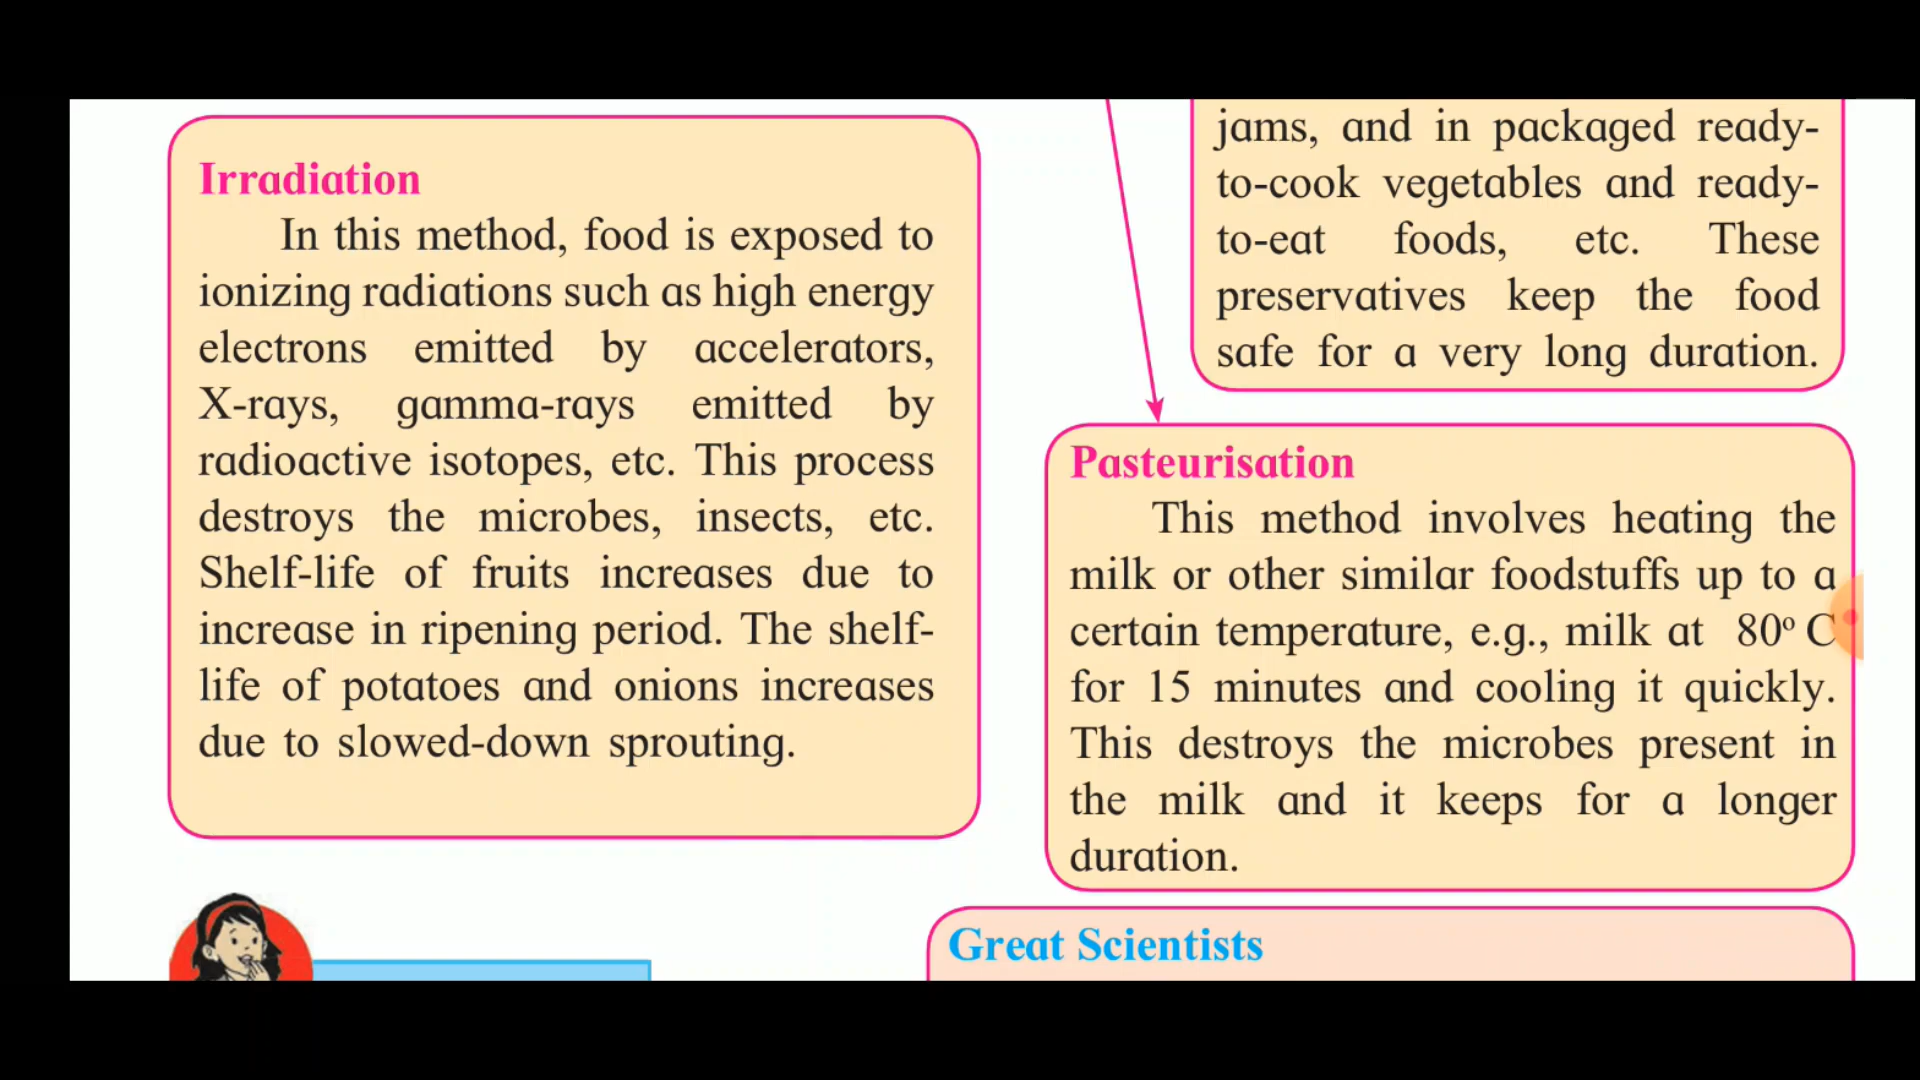 Irradiation
In this method, food is exposed to
ionizing radiations such as high energy
electrons emitted by accelerators,
X-rays, gamma-rays emitted by
radioactive isotopes, etc. This process
destroys the microbes, insects, etc.
Shelf-life of fruits increases due to
increase in ripening period. The shelf-
life of potatoes and onions increases
due to slowed-down sprouting.
jams, and in packaged ready-
to-cook vegetables and ready-
to-eat foods, etc. These
preservatives keep the food
safe for a very long duration.
Pasteurisation
This method involves heating the
milk or other similar foodstuffs up to a
certain temperature, e.g., milk at 80º C
for 15 minutes and cooling it quickly.
This destroys the microbes present in
the milk and it keeps for a longer
duration.
Great Scientists